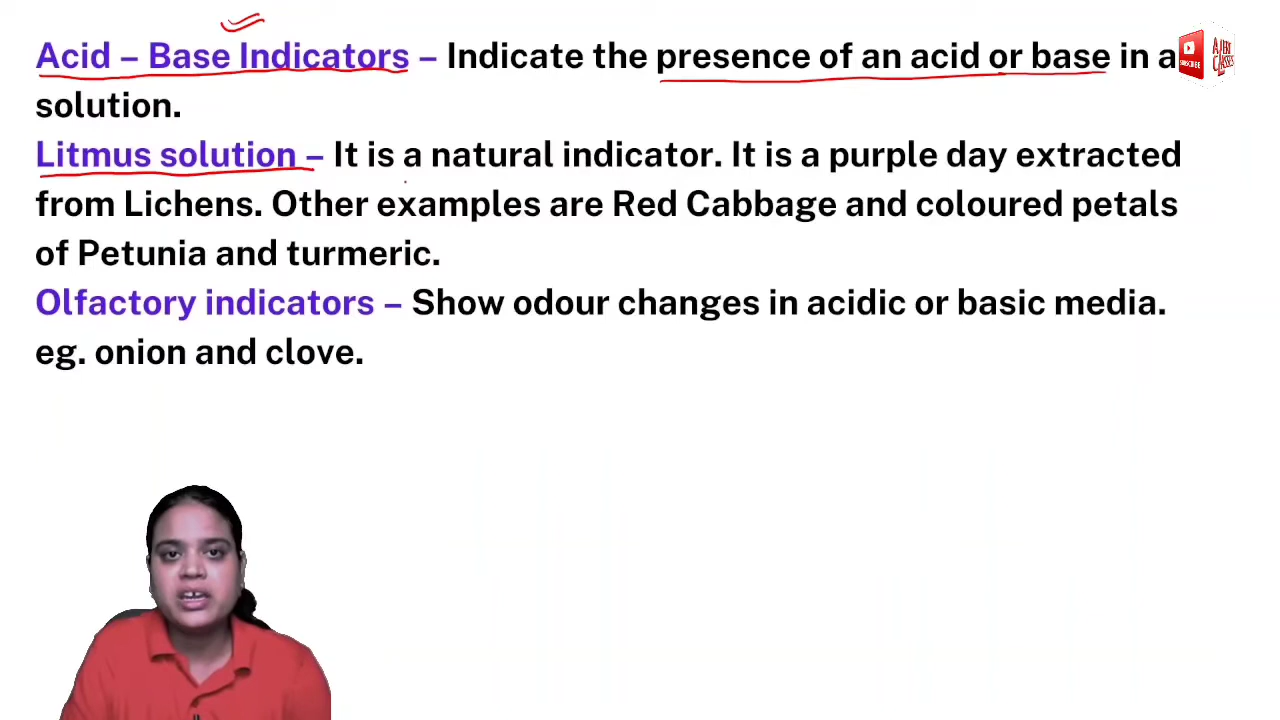 Acid – Base Indicators – Indicate the presence of an acid or base in a
solution.
Litmus solution – It is a natural indicator. It is a purple day extracted
from Lichens. Other examples are Red Cabbage and coloured petals
of Petunia and turmeric.
Olfactory indicators – Show odour changes in acidic or basic media.
eg. onion and clove.
SUBSCRIBE